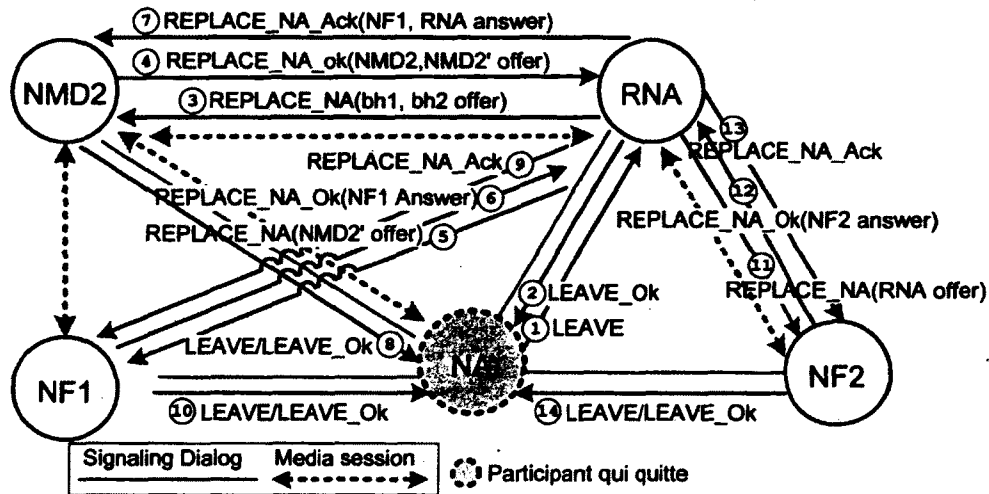 ⑦ REPLACE_NA_Ack(NF1, RNA answer)
④ REPLACE_NA_ok(NMD2,NMD2' offer)
③ REPLACE_NA(bh1, bh2 offer)
NMD2
RNA
⑬
REPLACE_NA_Ack
REPLACE_NA_Ack ⑨
⑫
REPLACE_NA_Ok(NF1 Answer) ⑥
REPLACE_NA_Ok(NF2 answer)
REPLACE_NA(NMD2' offer) ⑤
⑪
REPLACE_NA(RNA offer)
② LEAVE_Ok
① LEAVE
LEAVE/LEAVE_Ok ⑧
NF1
NF2
⑩ LEAVE/LEAVE_Ok
⑭ LEAVE/LEAVE_Ok
Signaling Dialog
Media session
Participant qui quitte